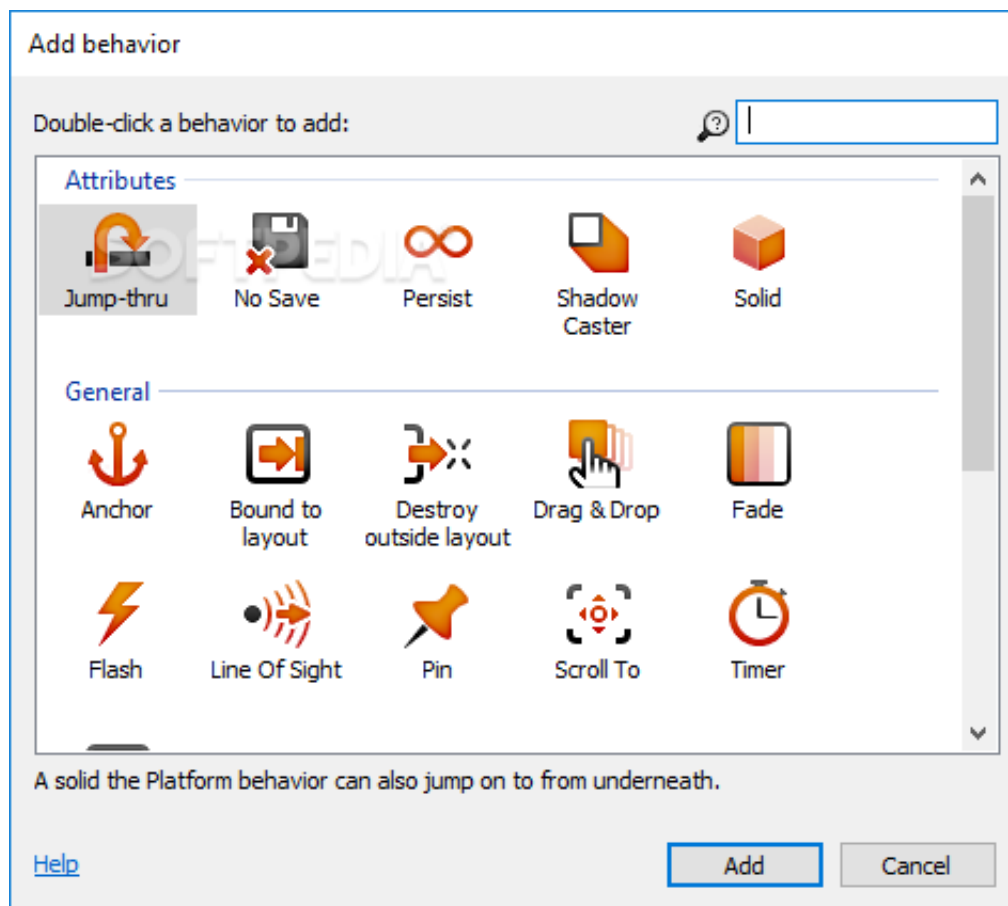 Add behavior
Double-click a behavior to add:
Attributes
SOFTPEDIA
Jump-thru No Save Persist Shadow Caster Solid
General
Anchor Bound to layout Destroy outside layout Drag & Drop Fade
Flash Line Of Sight Pin Scroll To Timer
A solid the Platform behavior can also jump on to from underneath.
Help Add Cancel